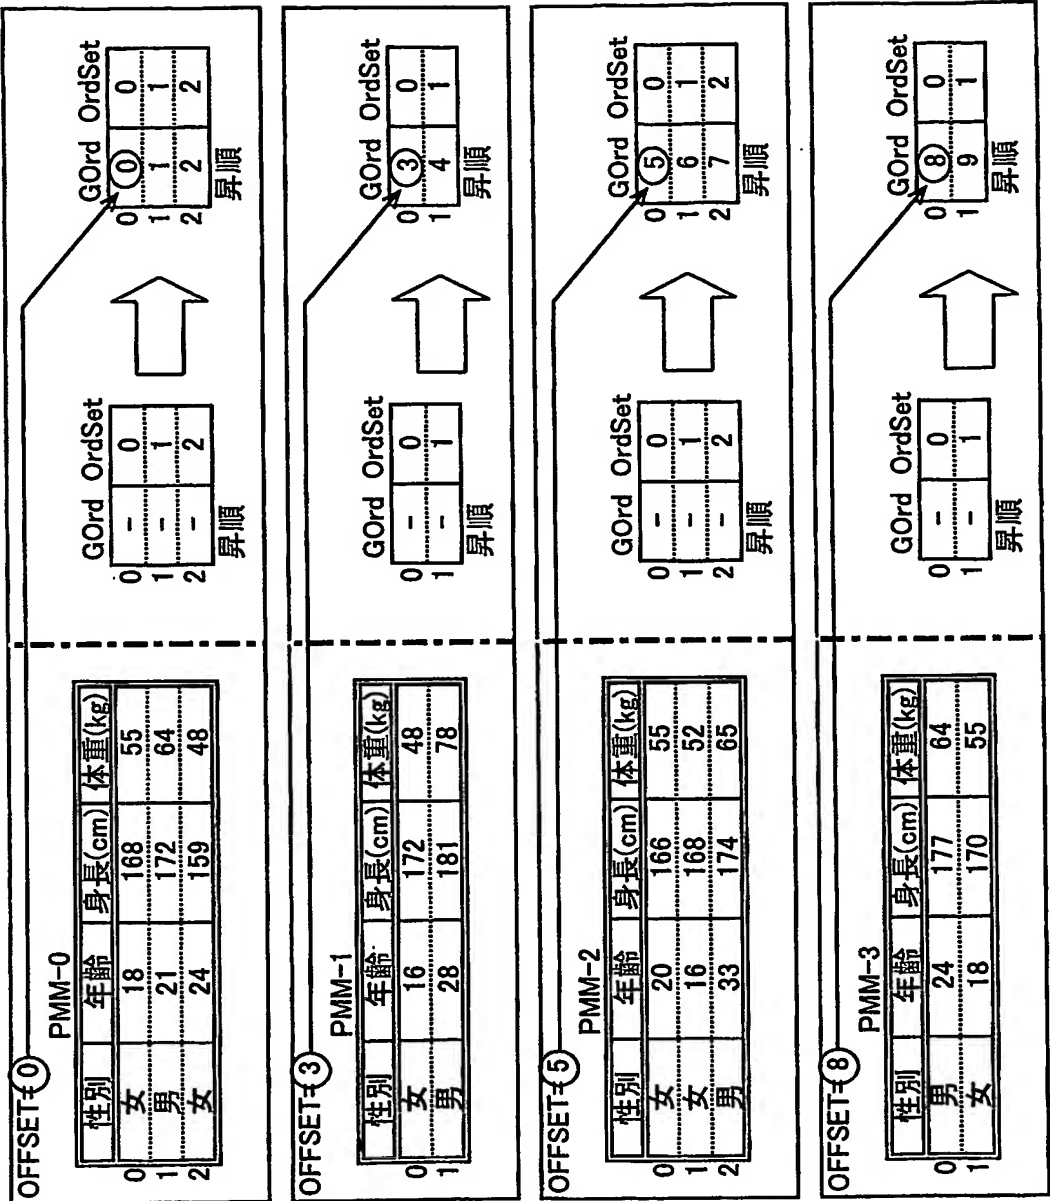 OFFSET=0
PMM-0
性別 年齢 身長(cm) 体重(kg)
0 女 18 168 55
1 男 21 172 64
2 女 24 159 48
GOrd OrdSet
0 - 0
1 - 1
2 - 2
昇順
GOrd OrdSet
0 0 0
1 1 1
2 2 2
昇順
OFFSET=3
PMM-1
性別 年齢 身長(cm) 体重(kg)
0 女 16 172 48
1 男 28 181 78
GOrd OrdSet
0 - 0
1 - 1
昇順
GOrd OrdSet
0 3 0
1 4 1
昇順
OFFSET=5
PMM-2
性別 年齢 身長(cm) 体重(kg)
0 女 20 166 55
1 女 16 168 52
2 男 33 174 65
GOrd OrdSet
0 - 0
1 - 1
2 - 2
昇順
GOrd OrdSet
0 5 0
1 6 1
2 7 2
昇順
OFFSET=8
PMM-3
性別 年齢 身長(cm) 体重(kg)
0 男 24 177 64
1 女 18 170 55
GOrd OrdSet
0 - 0
1 - 1
昇順
GOrd OrdSet
0 8 0
1 9 1
昇順